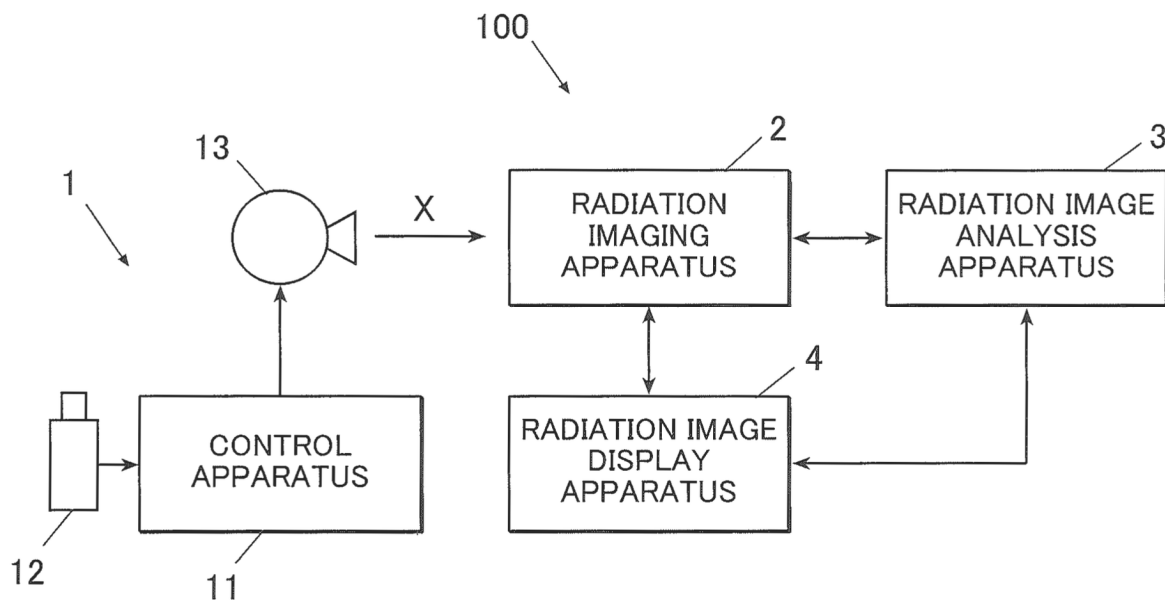 100
2
3
13
1
X
RADIATION
IMAGING
APPARATUS
RADIATION IMAGE
ANALYSIS
APPARATUS
4
CONTROL
APPARATUS
RADIATION IMAGE
DISPLAY
APPARATUS
12
11